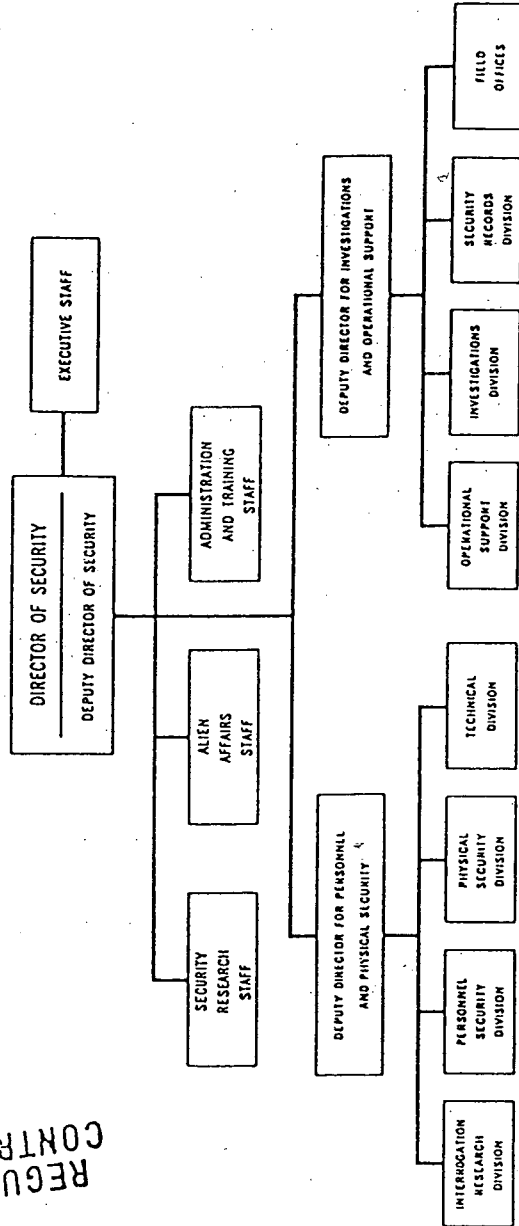 DIRECTOR OF SECURITY
DEPUTY DIRECTOR OF SECURITY
EXECUTIVE STAFF
SECURITY
RESEARCH
STAFF
ALIEN
AFFAIRS
STAFF
ADMINISTRATION
AND TRAINING
STAFF
DEPUTY DIRECTOR FOR PERSONNEL
AND PHYSICAL SECURITY
DEPUTY DIRECTOR FOR INVESTIGATIONS
AND OPERATIONAL SUPPORT
INTERROGATION
RESEARCH
DIVISION
PERSONNEL
SECURITY
DIVISION
PHYSICAL
SECURITY
DIVISION
TECHNICAL
DIVISION
OPERATIONAL
SUPPORT
DIVISION
INVESTIGATIONS
DIVISION
SECURITY
RECORDS
DIVISION
FIELD
OFFICES
REGU
CONTR